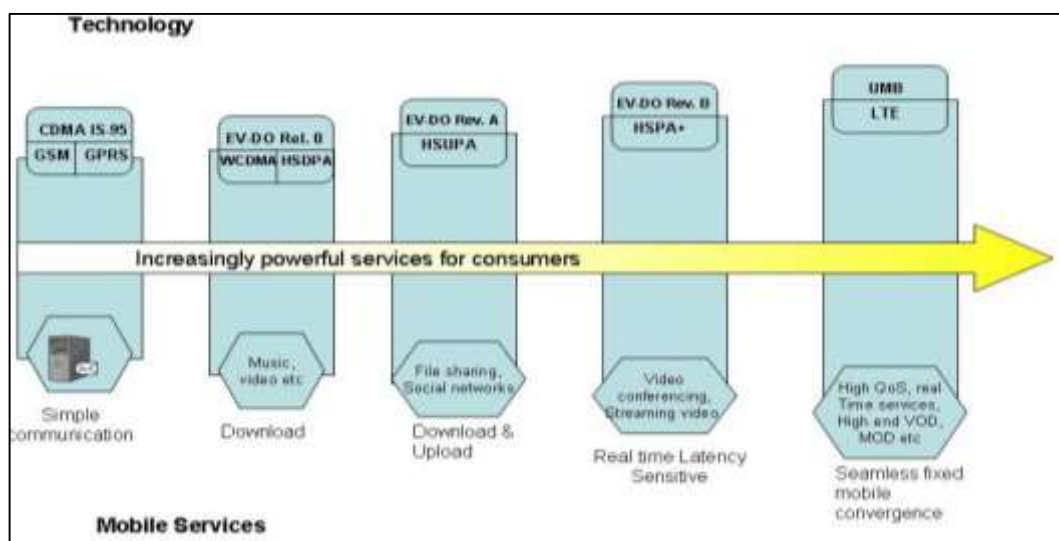 Technology
CDMA IS-95
GSM GPRS
EV-DO Rel. 0
WCDMA HSDPA
EV-DO Rev. A
HSUPA
EV-DO Rev. B
HSPA+
UMB
LTE
Increasingly powerful services for consumers
Simple
communication
Music,
video etc
Download
File sharing,
Social networks
Download &
Upload
Video
conferencing,
Streaming video
Real time Latency
Sensitive
High QoS, real
Time services,
High end VOD,
MOD etc
Seamless fixed
mobile
convergence
Mobile Services